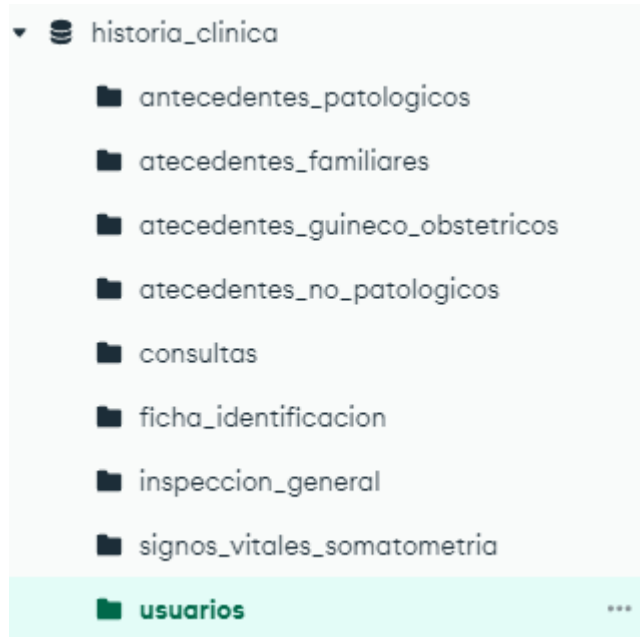 historia_clinica
antecedentes_patologicos
atecedentes_familiares
atecedentes_guineco_obstetricos
atecedentes_no_patologicos
consultas
ficha_identificacion
inspeccion_general
signos_vitales_somatometria
usuarios